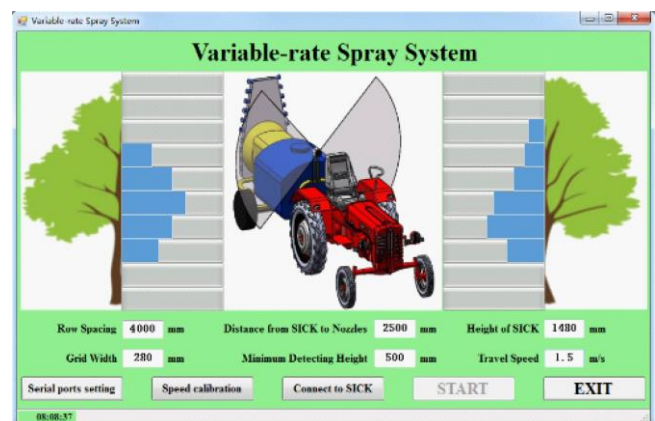 Variable-rate Spray System
Variable-rate Spray System
Row Spacing 4000 mm Distance from SICK to Nozzles 2500 mm Height of SICK 1480 mm
Grid Width 280 mm Minimum Detecting Height 500 mm Travel Speed 1.5 m/s
Serial ports setting Speed calibration Connect to SICK START EXIT
08:08:37